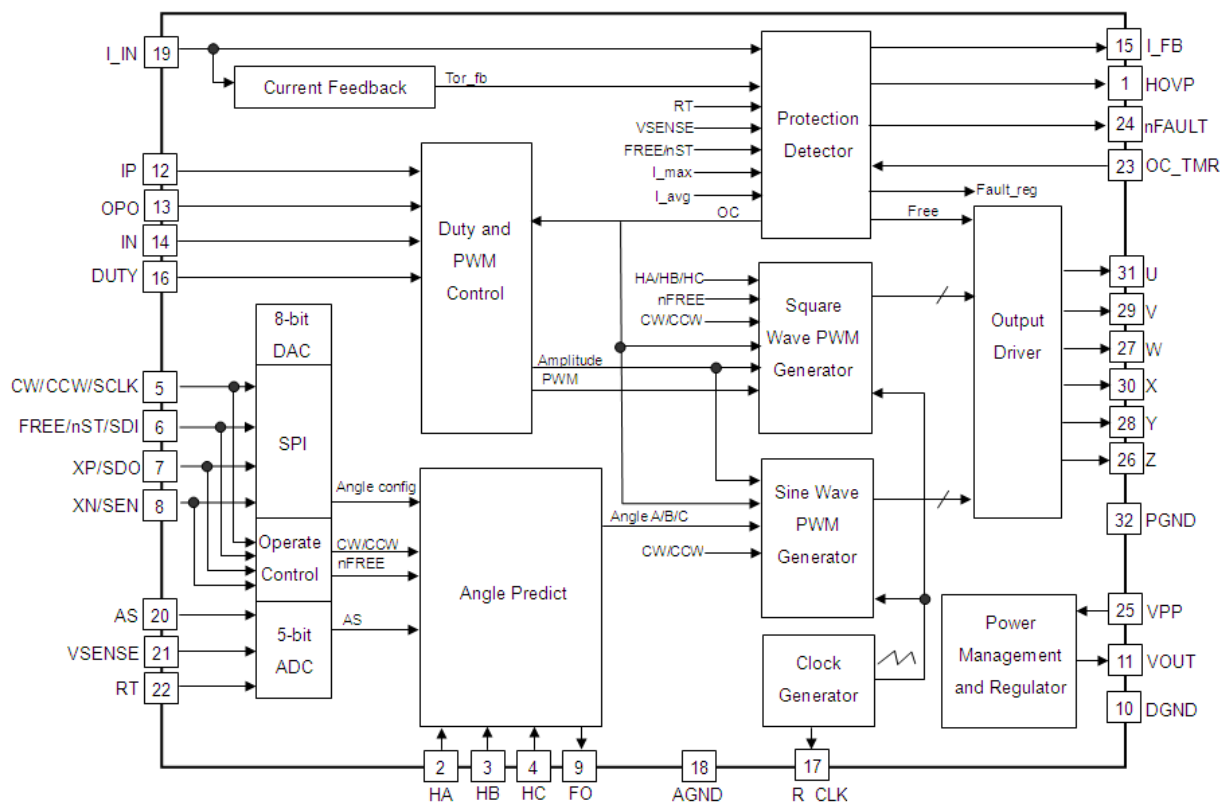 I_IN
19
Current Feedback
Tor_fb
RT
VSENSE
FREE/nST
I_max
I_avg
OC
Protection
Detector
15
I_FB
1
HOVP
24
nFAULT
23
OC_TMR
Fault_reg
Free
IP
12
OPO
13
IN
14
DUTY
16
Duty and
PWM
Control
HA/HB/HC
nFREE
CW/CCW
Square
Wave PWM
Generator
Output
Driver
31
U
29
V
27
W
30
X
28
Y
26
Z
32
PGND
Amplitude
PWM
8-bit
DAC
CW/CCW/SCLK
5
FREE/nST/SDI
6
XP/SDO
7
XN/SEN
8
SPI
Angle config
Operate
Control
CW/CCW
nFREE
AS
20
VSENSE
21
RT
22
5-bit
ADC
AS
Angle Predict
Angle A/B/C
CW/CCW
Sine Wave
PWM
Generator
Clock
Generator
Power
Management
and Regulator
25
VPP
11
VOUT
10
DGND
2
HA
3
HB
4
HC
9
FO
18
AGND
17
R_CLK